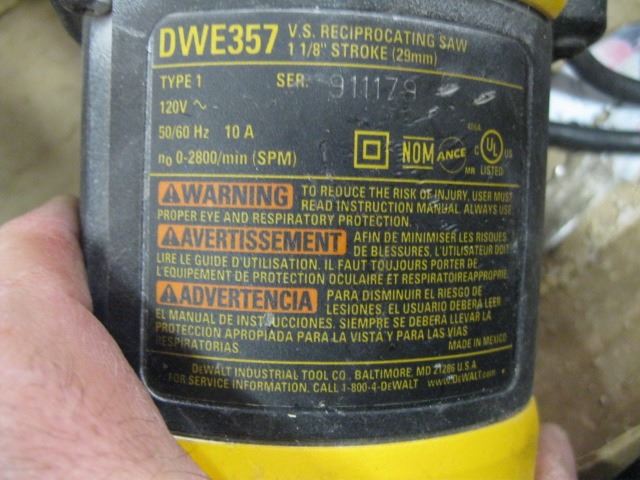 DWE357 V.S. RECIPROCATING SAW
1 1/8" STROKE (29mm)
TYPE 1 SER. 911179
120V ~
50/60 Hz 10 A
n₀ 0-2800/min (SPM)
NOM ANCE C UL US
MR LISTED
WARNING TO REDUCE THE RISK OF INJURY, USER MUST
READ INSTRUCTION MANUAL. ALWAYS USE
PROPER EYE AND RESPIRATORY PROTECTION.
AVERTISSEMENT AFIN DE MINIMISER LES RISQUES
DE BLESSURES, L'UTILISATEUR DOIT
LIRE LE GUIDE D'UTILISATION. IL FAUT TOUJOURS PORTER DE
L'EQUIPEMENT DE PROTECTION OCULAIRE ET RESPIRATOIREAPPROPRIE.
ADVERTENCIA PARA DISMINUIR EL RIESGO DE
LESIONES, EL USUARIO DEBERA LEER
EL MANUAL DE INSTRUCCIONES. SIEMPRE SE DEBERA LLEVAR LA
PROTECCION APROPIADA PARA LA VISTA Y PARA LAS VIAS
RESPIRATORIAS. MADE IN MEXICO
DEWALT INDUSTRIAL TOOL CO., BALTIMORE, MD 21286 U.S.A.
FOR SERVICE INFORMATION, CALL 1-800-4-DEWALT www.DEWALT.com